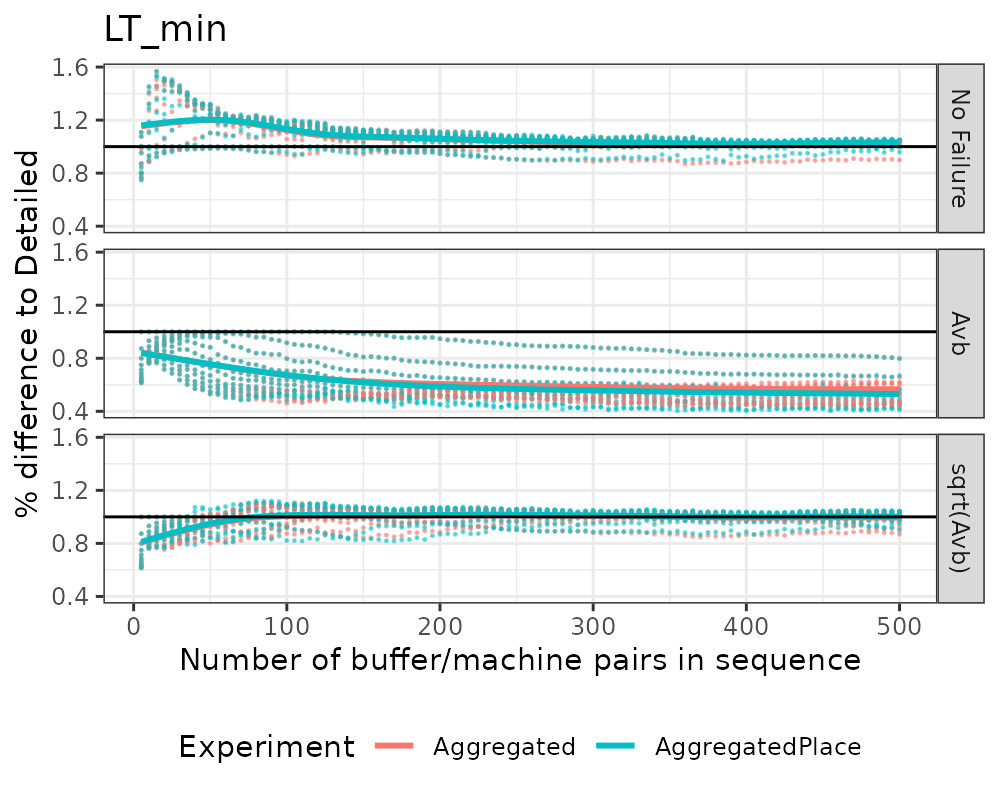 LT_min
% difference to Detailed
1.6
1.2
0.8
0.4
No Failure
1.6
1.2
0.8
0.4
Avb
1.6
1.2
0.8
0.4
sqrt(Avb)
0 100 200 300 400 500
Number of buffer/machine pairs in sequence
Experiment Aggregated AggregatedPlace